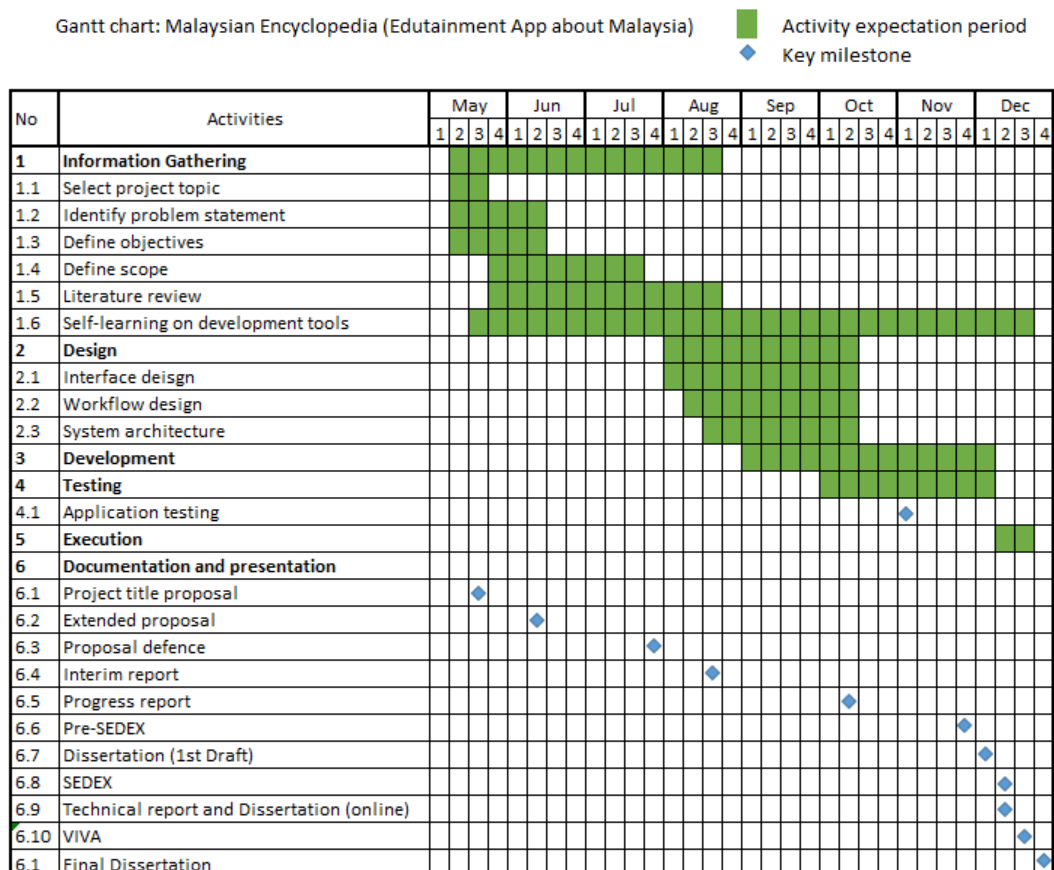 Gantt chart: Malaysian Encyclopedia (Edutainment App about Malaysia)
Activity expectation period
Key milestone
No Activities May Jun Jul Aug Sep Oct Nov Dec
1 2 3 4 1 2 3 4 1 2 3 4 1 2 3 4 1 2 3 4 1 2 3 4 1 2 3 4 1 2 3 4
1 Information Gathering
1.1 Select project topic
1.2 Identify problem statement
1.3 Define objectives
1.4 Define scope
1.5 Literature review
1.6 Self-learning on development tools
2 Design
2.1 Interface deisgn
2.2 Workflow design
2.3 System architecture
3 Development
4 Testing
4.1 Application testing
5 Execution
6 Documentation and presentation
6.1 Project title proposal
6.2 Extended proposal
6.3 Proposal defence
6.4 Interim report
6.5 Progress report
6.6 Pre-SEDEX
6.7 Dissertation (1st Draft)
6.8 SEDEX
6.9 Technical report and Dissertation (online)
6.10 VIVA
6.1 Final Dissertation